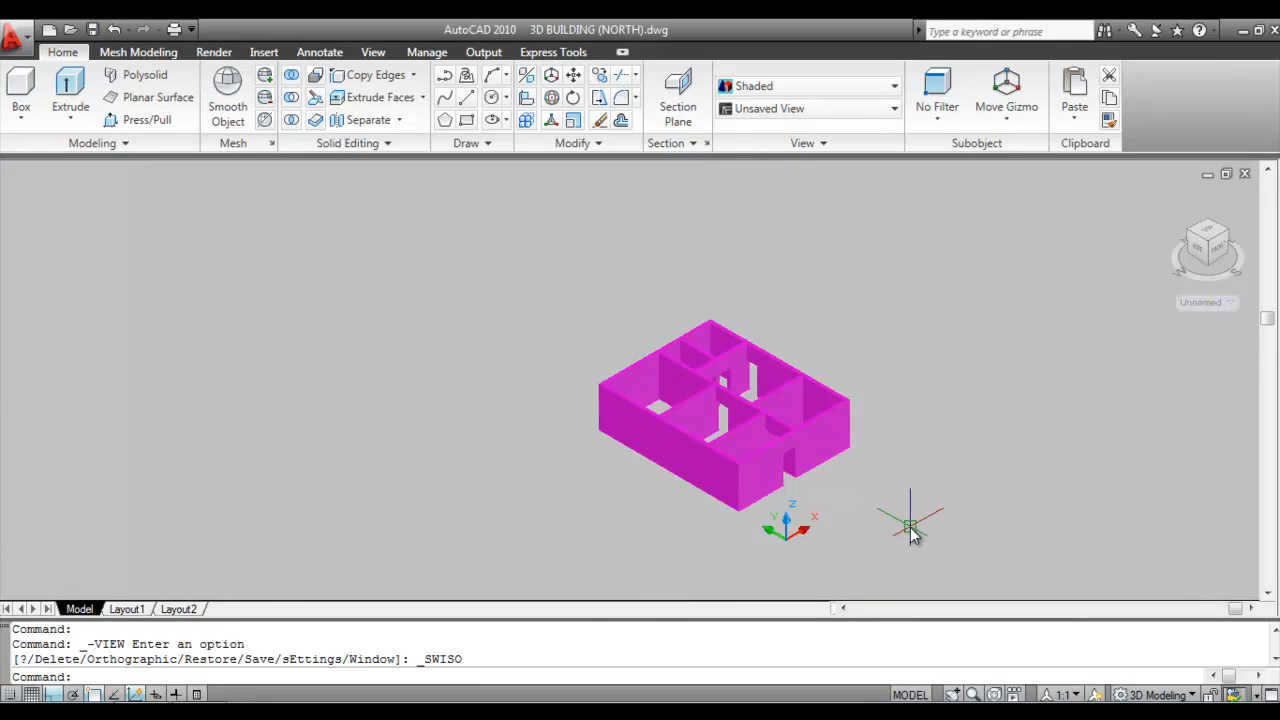 AutoCAD 2010 3D BUILDING (NORTH).dwg
Type a keyword or phrase
Home Mesh Modeling Render Insert Annotate View Manage Output Express Tools
Box
Extrude
Polysolid
Planar Surface
Press/Pull
Smooth
Object
Copy Edges
Extrude Faces
Separate
Section
Plane
Shaded
Unsaved View
No Filter
Move Gizmo
Paste
Modeling Mesh Solid Editing Draw Modify Section View Subobject Clipboard
W
S
Unnamed
Z
Y
X
Model Layout1 Layout2
Command:
Command: _-VIEW Enter an option
[?/Delete/Orthographic/Restore/Save/sEttings/Window]: _SWISO
Command:
MODEL 1:1 3D Modeling